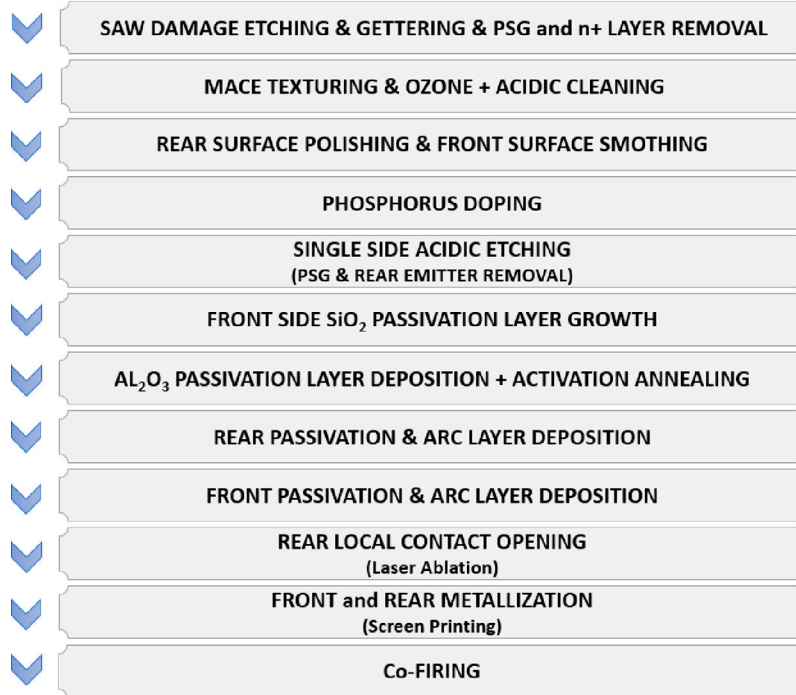 SAW DAMAGE ETCHING & GETTERING & PSG and n+ LAYER REMOVAL
MACE TEXTURING & OZONE + ACIDIC CLEANING
REAR SURFACE POLISHING & FRONT SURFACE SMOTHING
PHOSPHORUS DOPING
SINGLE SIDE ACIDIC ETCHING
(PSG & REAR EMITTER REMOVAL)
FRONT SIDE SiO₂ PASSIVATION LAYER GROWTH
AL₂O₃ PASSIVATION LAYER DEPOSITION + ACTIVATION ANNEALING
REAR PASSIVATION & ARC LAYER DEPOSITION
FRONT PASSIVATION & ARC LAYER DEPOSITION
REAR LOCAL CONTACT OPENING
(Laser Ablation)
FRONT and REAR METALLIZATION
(Screen Printing)
Co-FIRING